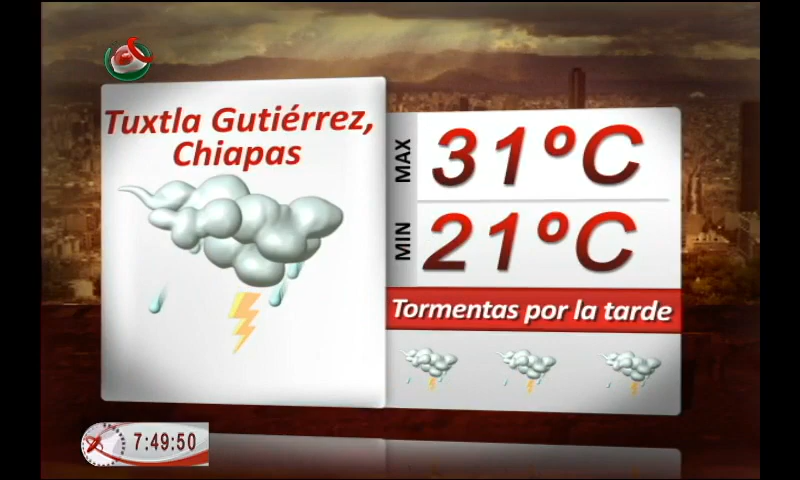 Tuxtla Gutiérrez,
Chiapas
MAX
31ºC
MIN
21ºC
Tormentas por la tarde
7:49:50